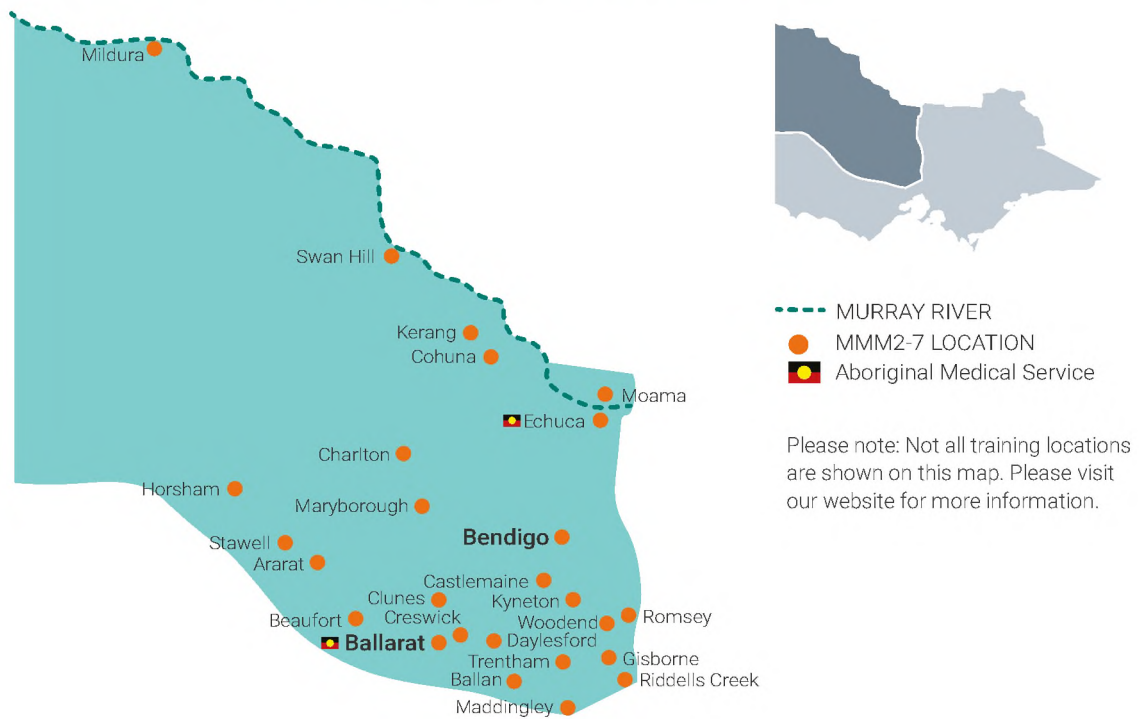 Mildura
Swan Hill
Kerang
Cohuna
Moama
Echuca
Charlton
Horsham
Maryborough
Bendigo
Stawell
Ararat
Castlemaine
Clunes
Kyneton
Beaufort
Creswick
Woodend
Romsey
Ballarat
Daylesford
Trentham
Gisborne
Ballan
Riddells Creek
Maddingley
MURRAY RIVER
MMM2-7 LOCATION
Aboriginal Medical Service
Please note: Not all training locations
are shown on this map. Please visit
our website for more information.